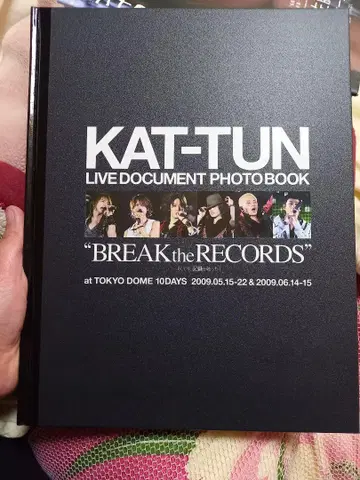 KAT-TUN
LIVE DOCUMENT PHOTO BOOK
“BREAK the RECORDS”
at TOKYO DOME 10DAYS 2009.05.15-22 & 2009.06.14-15